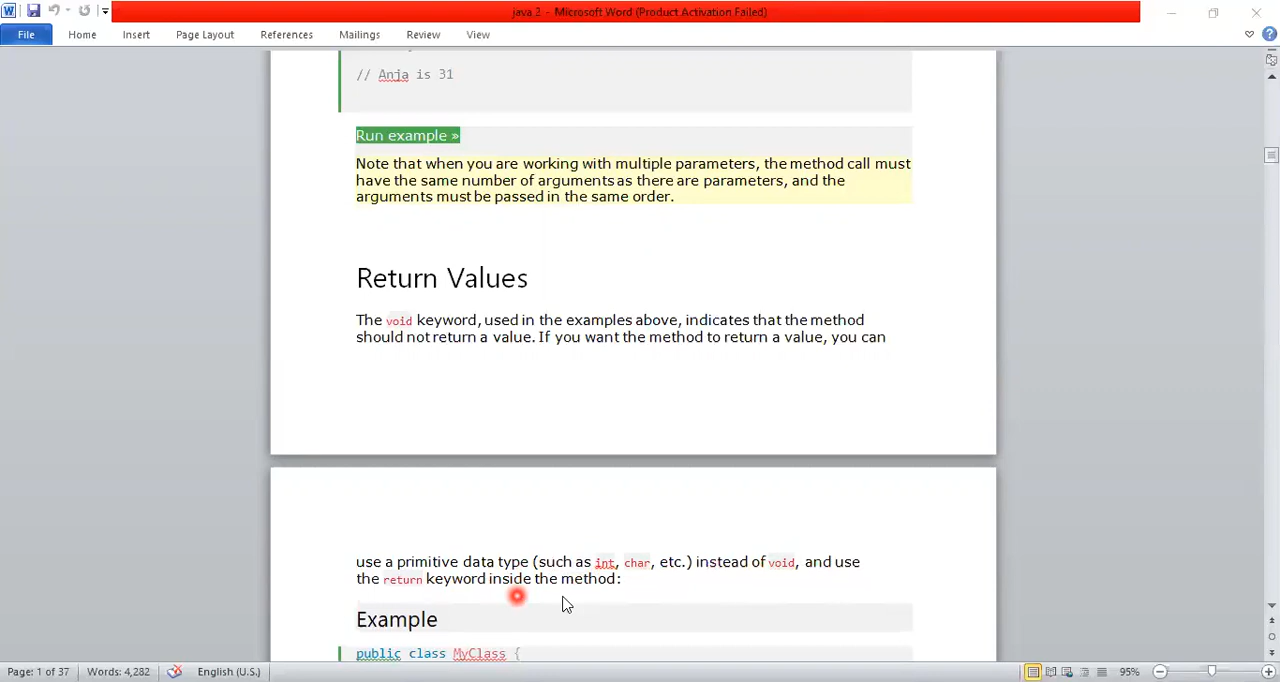 java 2 - Microsoft Word (Product Activation Failed)
File Home Insert Page Layout References Mailings Review View
// Anja is 31
Run example »
Note that when you are working with multiple parameters, the method call must
have the same number of arguments as there are parameters, and the
arguments must be passed in the same order.
Return Values
The void keyword, used in the examples above, indicates that the method
should not return a value. If you want the method to return a value, you can
use a primitive data type (such as int, char, etc.) instead of void, and use
the return keyword inside the method:
Example
public class MyClass {
Page: 1 of 37 Words: 4,282 English (U.S.) 95%